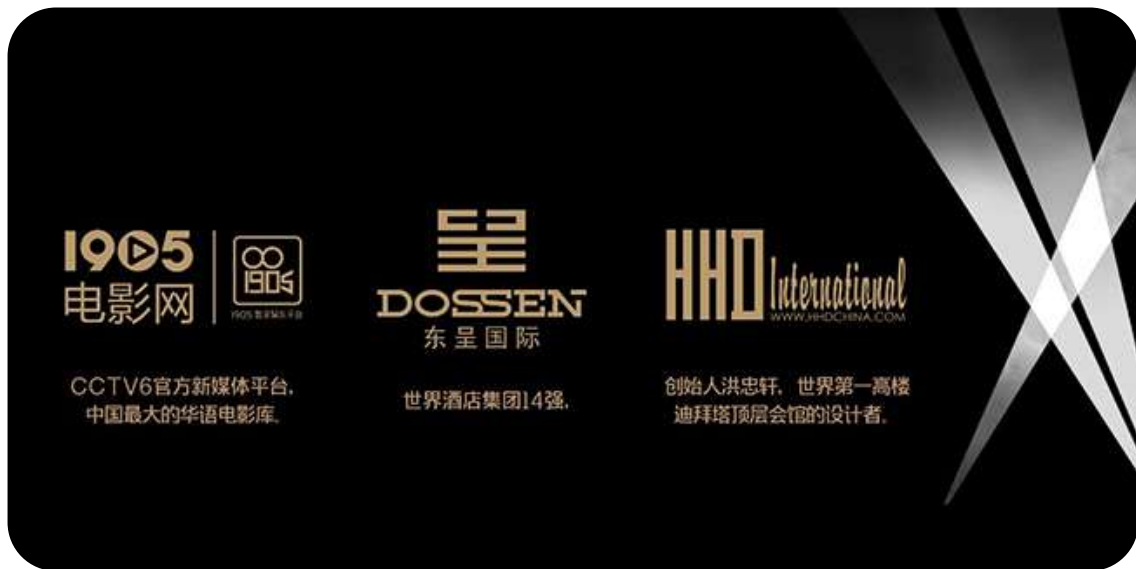 1905
电影网
1905
DOSSEN
东呈国际
HHD International
WWW.HHDCHINA.COM
CCTV6官方新媒体平台,
中国最大的华语电影库。
世界酒店集团14强,
创始人洪忠轩, 世界第一高楼
迪拜塔顶层会馆的设计者。